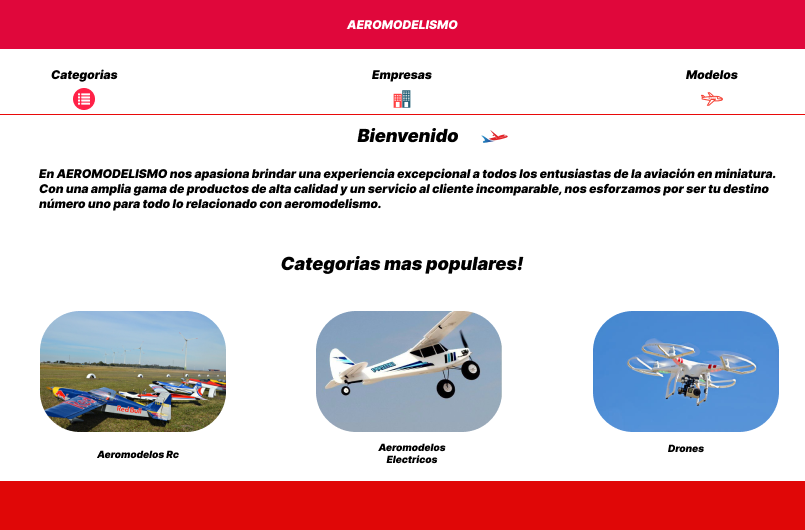 AEROMODELISMO
Categorias
Empresas
Modelos
Bienvenido
En AEROMODELISMO nos apasiona brindar una experiencia excepcional a todos los entusiastas de la aviación en miniatura.
Con una amplia gama de productos de alta calidad y un servicio al cliente incomparable, nos esforzamos por ser tu destino
número uno para todo lo relacionado con aeromodelismo.
Categorias mas populares!
Red Bull
Aeromodelos Rc
Aeromodelos
Electricos
Drones